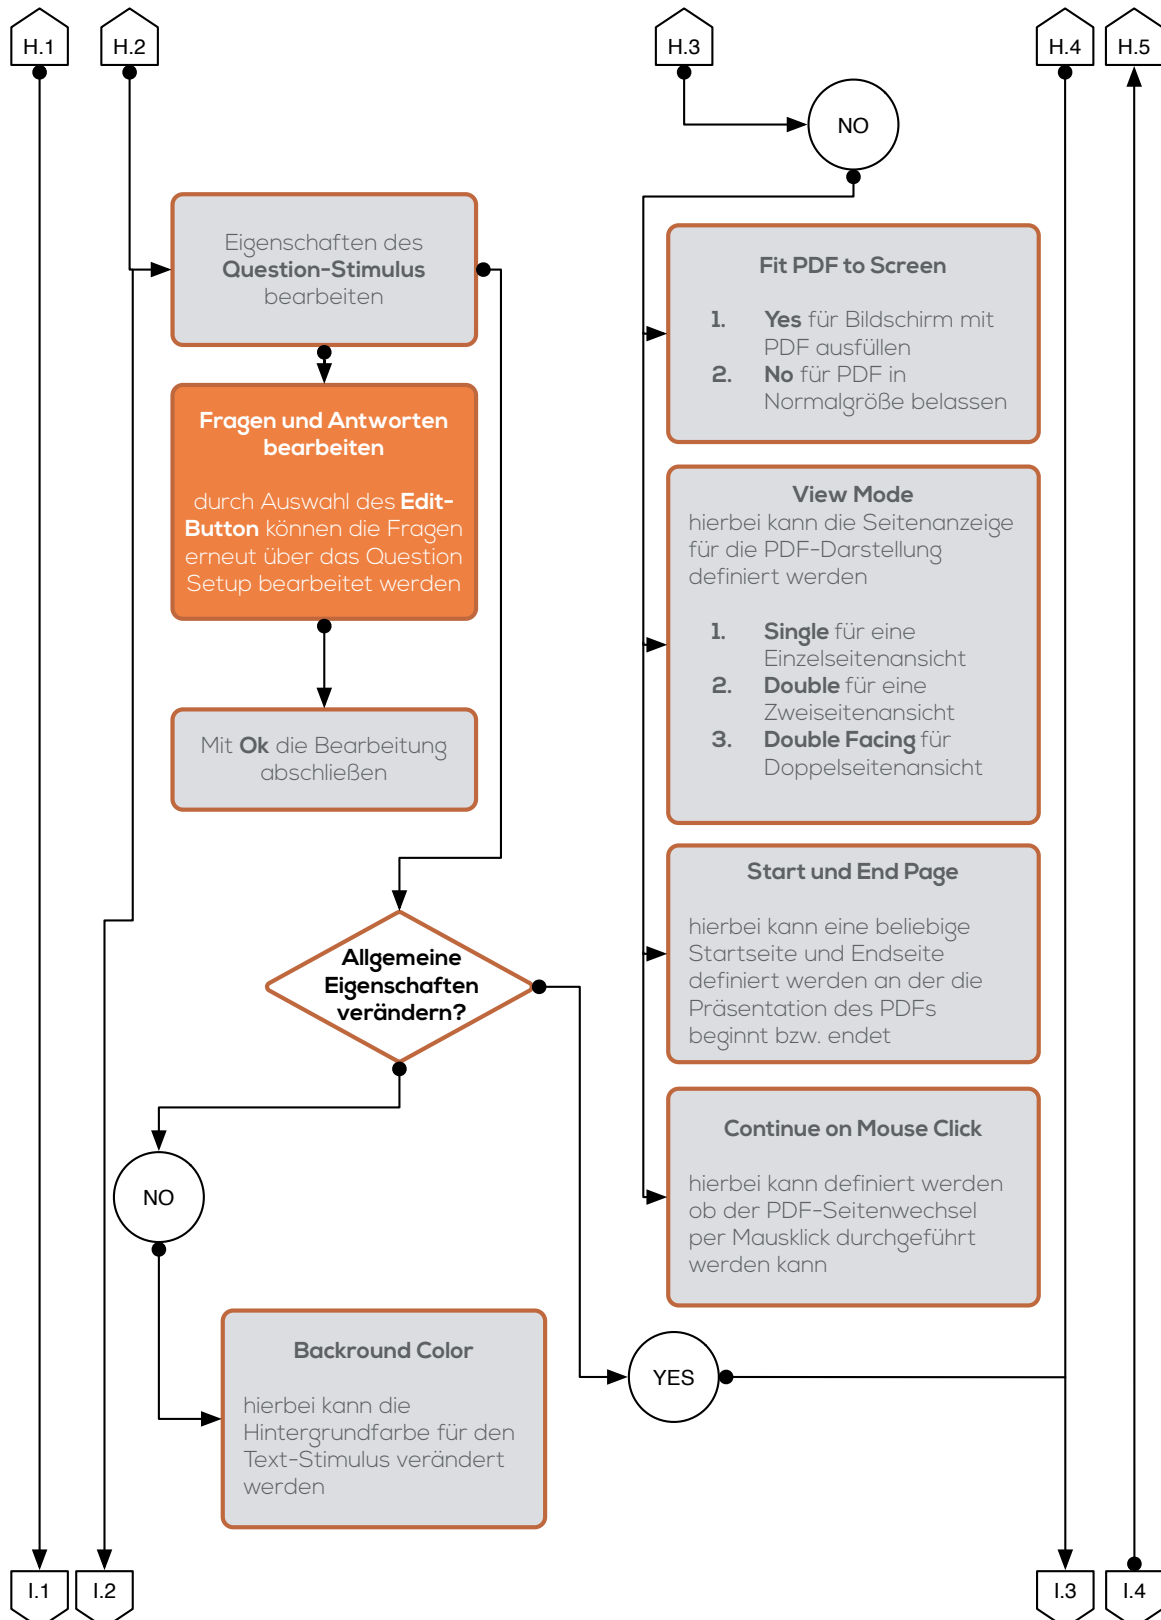 H.1
H.2
H.3
H.4
H.5
NO
Eigenschaften des
Question-Stimulus
bearbeiten
Fragen und Antworten
bearbeiten
durch Auswahl des Edit-
Button können die Fragen
erneut über das Question
Setup bearbeitet werden
Mit Ok die Bearbeitung
abschließen
Allgemeine
Eigenschaften
verändern?
NO
Backround Color
hierbei kann die
Hintergrundfarbe für den
Text-Stimulus verändert
werden
Fit PDF to Screen
1. Yes für Bildschirm mit
PDF ausfüllen
2. No für PDF in
Normalgröße belassen
View Mode
hierbei kann die Seitenanzeige
für die PDF-Darstellung
definiert werden
1. Single für eine
Einzelseitenansicht
2. Double für eine
Zweiseitenansicht
3. Double Facing für
Doppelseitenansicht
Start und End Page
hierbei kann eine beliebige
Startseite und Endseite
definiert werden an der die
Präsentation des PDFs
beginnt bzw. endet
Continue on Mouse Click
hierbei kann definiert werden
ob der PDF-Seitenwechsel
per Mausklick durchgeführt
werden kann
YES
I.1
I.2
I.3
I.4